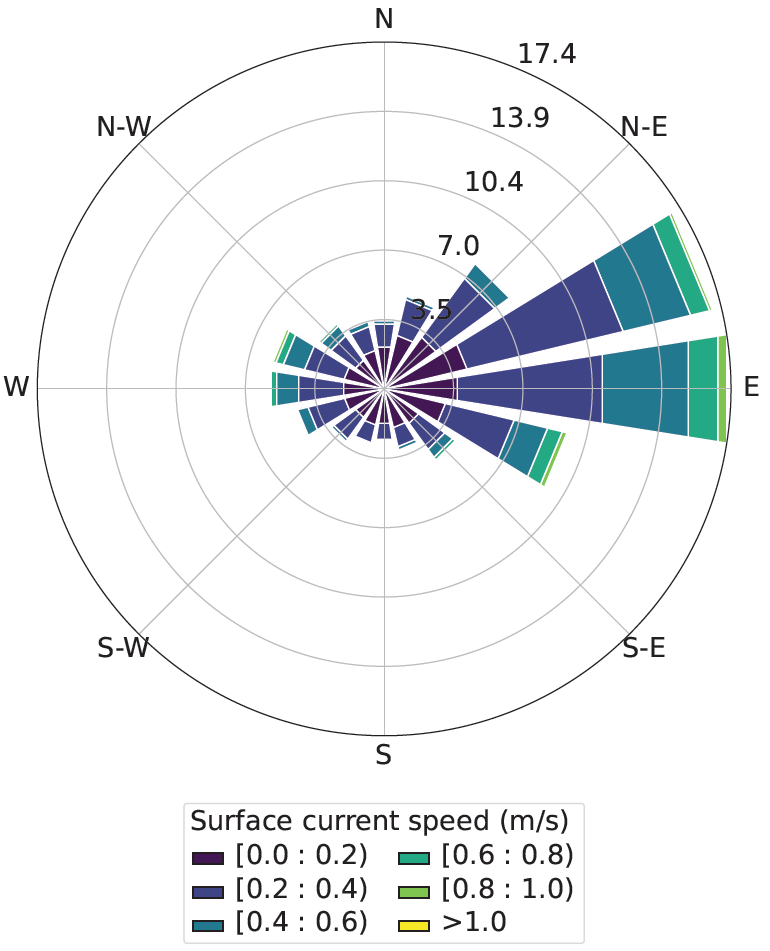 N
17.4
N-W
13.9
N-E
10.4
7.0
3.5
W
E
S-W
S-E
S
Surface current speed (m/s)
[0.0 : 0.2)
[0.6 : 0.8)
[0.2 : 0.4)
[0.8 : 1.0)
[0.4 : 0.6)
>1.0